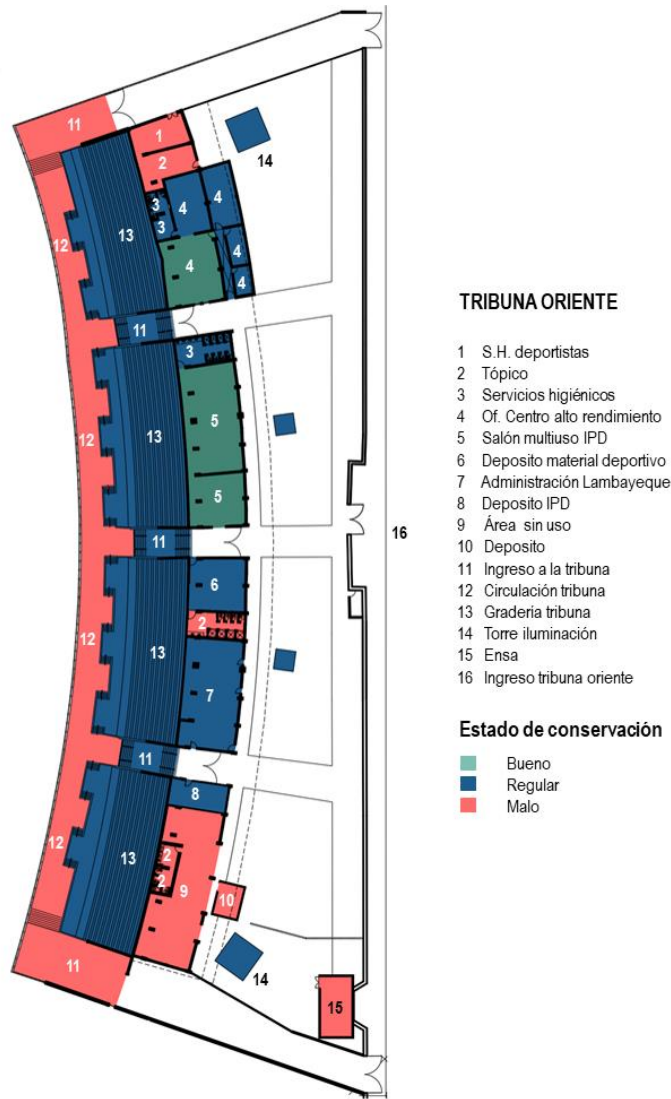 11
1
2
14
3
4
4
12
13
3
4
4
4
11
3
12
13
5
5
16
11
6
2
12
13
7
11
8
12
13
2
2
9
10
14
11
15
TRIBUNA ORIENTE
1 S.H. deportistas
2 Tópico
3 Servicios higiénicos
4 Of. Centro alto rendimiento
5 Salón multiuso IPD
6 Deposito material deportivo
7 Administración Lambayeque
8 Deposito IPD
9 Área sin uso
10 Deposito
11 Ingreso a la tribuna
12 Circulación tribuna
13 Gradería tribuna
14 Torre iluminación
15 Ensa
16 Ingreso tribuna oriente
Estado de conservación
Bueno
Regular
Malo